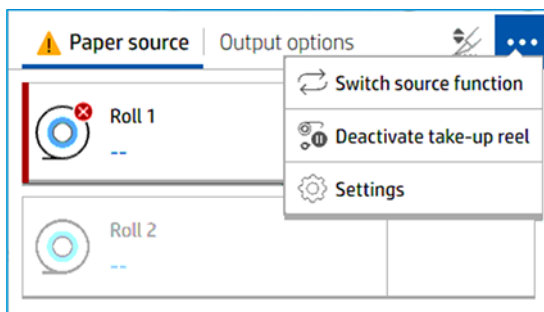 Paper source
Output options
Switch source function
Roll 1
--
Deactivate take-up reel
Settings
Roll 2
--